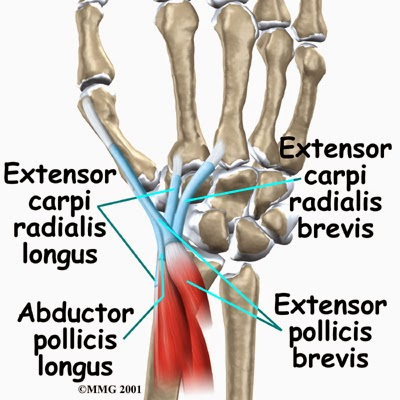 Extensor
carpi
radialis
longus
Extensor
carpi
radialis
brevis
Abductor
pollicis
longus
Extensor
pollicis
brevis
©MMG 2001